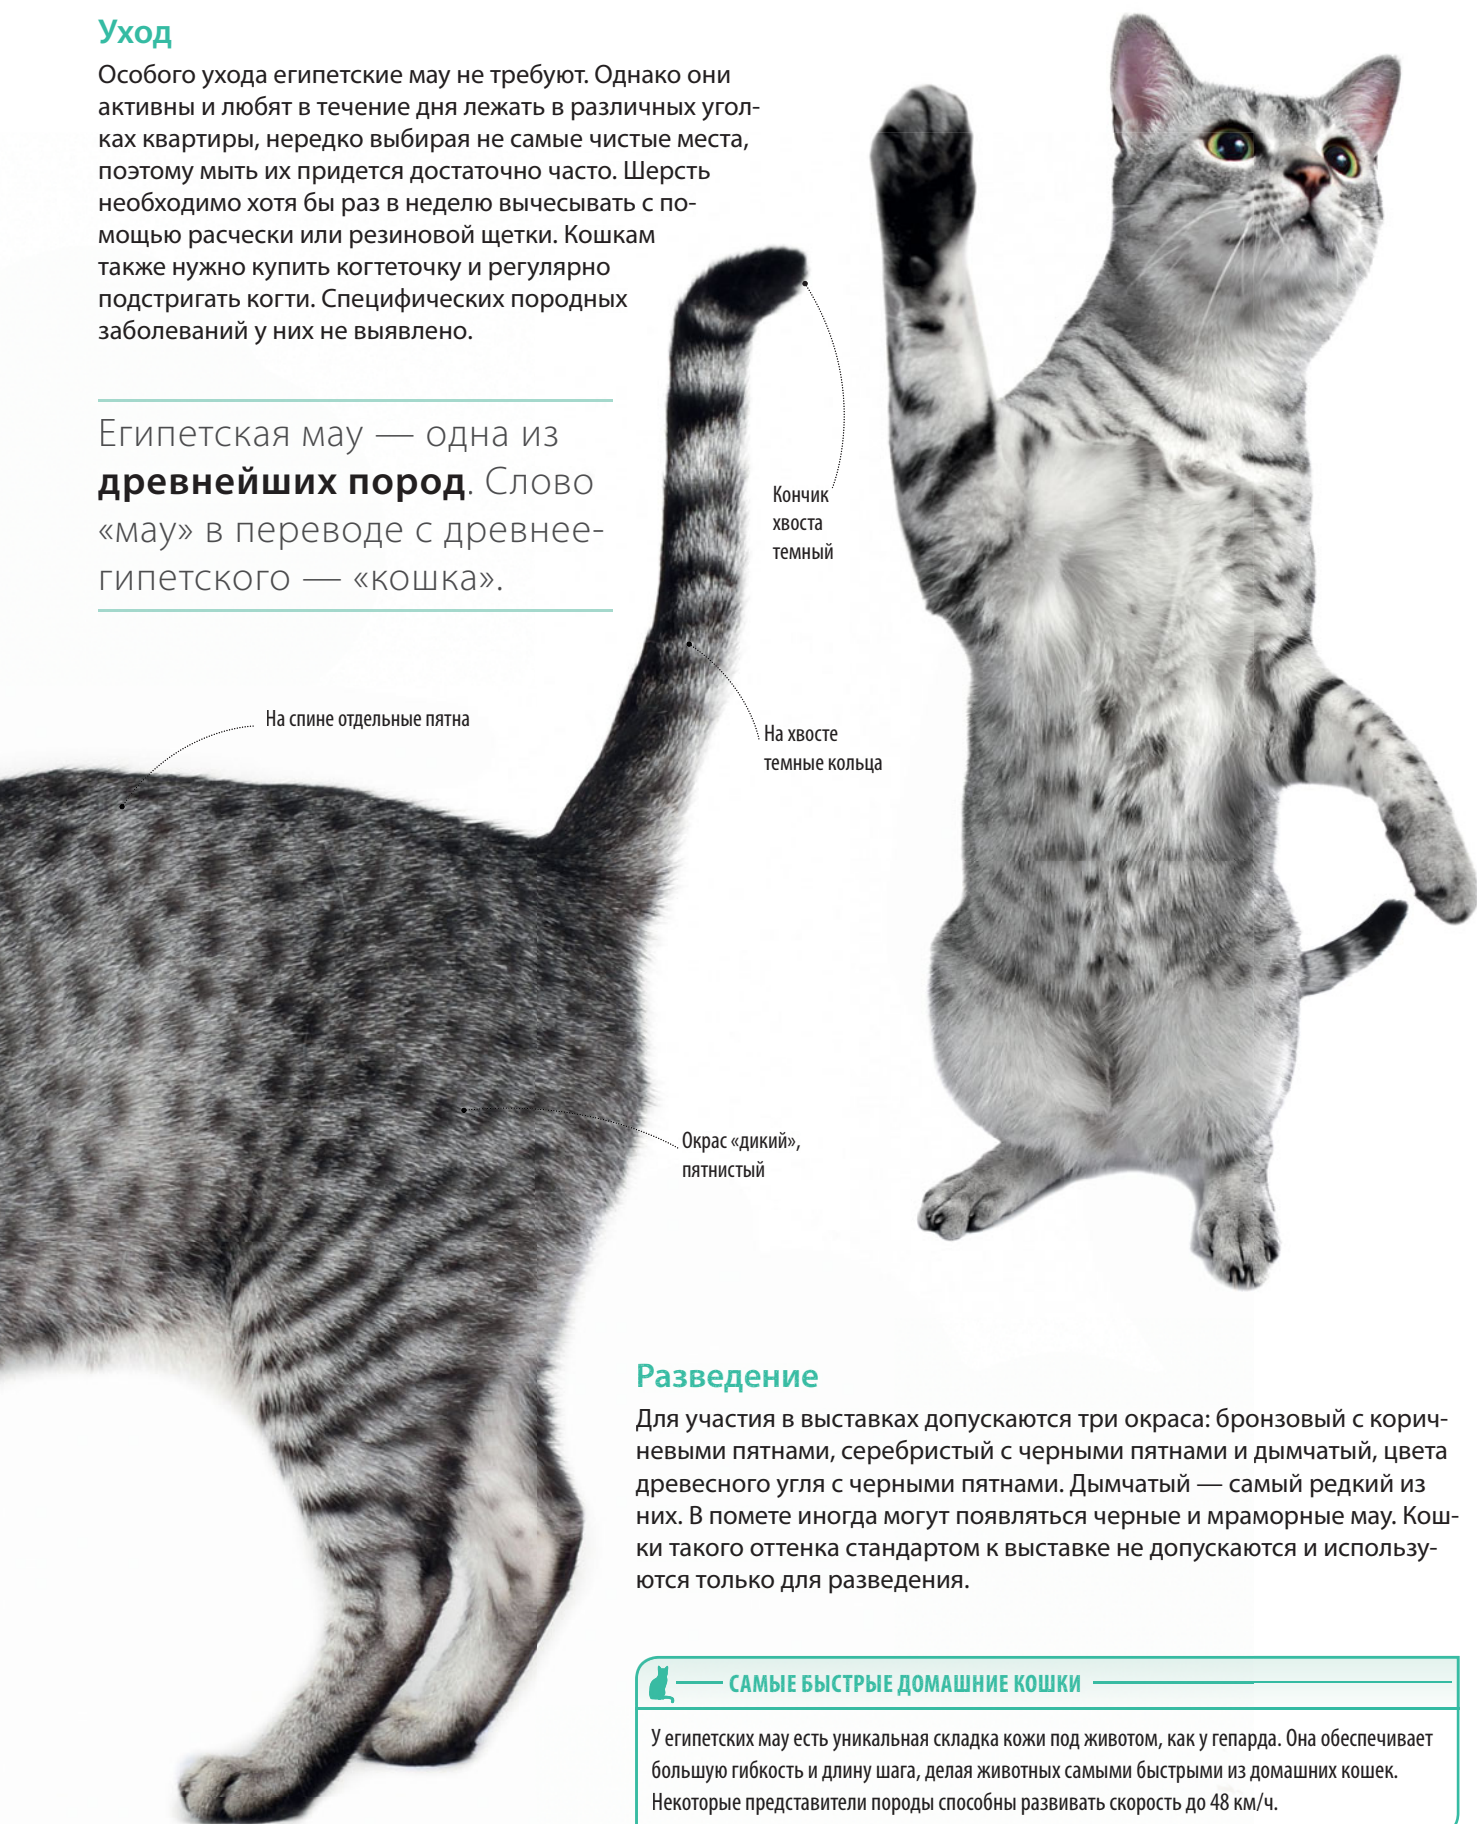 Уход
Особого ухода египетские мау не требуют. Однако они
активны и любят в течение дня лежать в различных угол-
ках квартиры, нередко выбирая не самые чистые места,
поэтому мыть их придется достаточно часто. Шерсть
необходимо хотя бы раз в неделю вычесывать с по-
мощью расчески или резиновой щетки. Кошкам
также нужно купить когтеточку и регулярно
подстригать когти. Специфических породных
заболеваний у них не выявлено.
Египетская мау — одна из
древнейших пород. Слово
«мау» в переводе с древнее-
гипетского — «кошка».
Кончик
хвоста
темный
На спине отдельные пятна
На хвосте
темные кольца
Окрас «дикий»,
пятнистый
Разведение
Для участия в выставках допускаются три окраса: бронзовый с корич-
невыми пятнами, серебристый с черными пятнами и дымчатый, цвета
древесного угля с черными пятнами. Дымчатый — самый редкий из
них. В помете иногда могут появляться черные и мраморные мау. Кош-
ки такого оттенка стандартом к выставке не допускаются и использу-
ются только для разведения.
САМЫЕ БЫСТРЫЕ ДОМАШНИЕ КОШКИ
У египетских мау есть уникальная складка кожи под животом, как у гепарда. Она обеспечивает
большую гибкость и длину шага, делая животных самыми быстрыми из домашних кошек.
Некоторые представители породы способны развивать скорость до 48 км/ч.